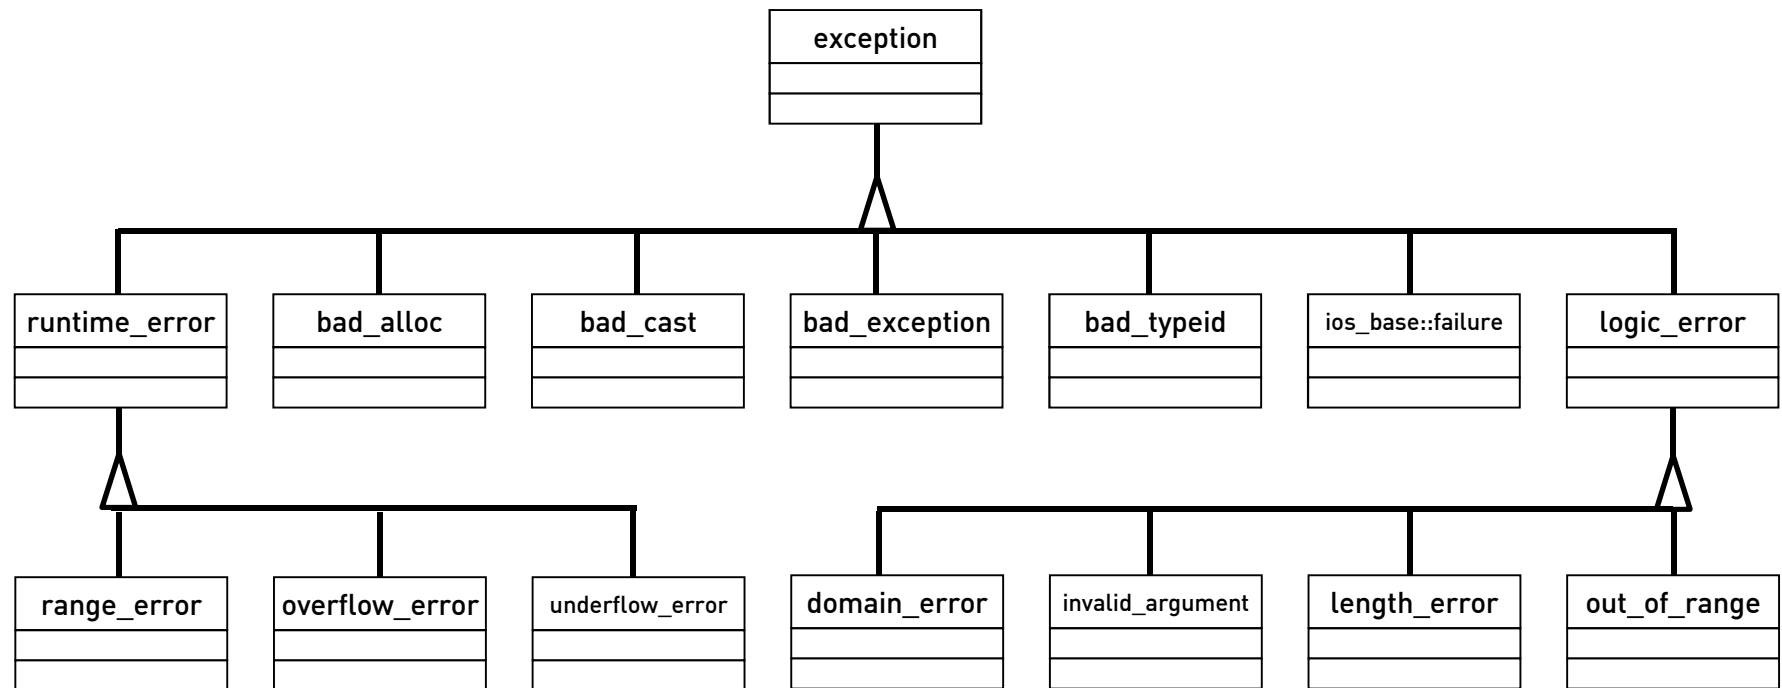 exception
runtime_error
bad_alloc
bad_cast
bad_exception
bad_typeid
ios_base::failure
logic_error
range_error
overflow_error
underflow_error
domain_error
invalid_argument
length_error
out_of_range